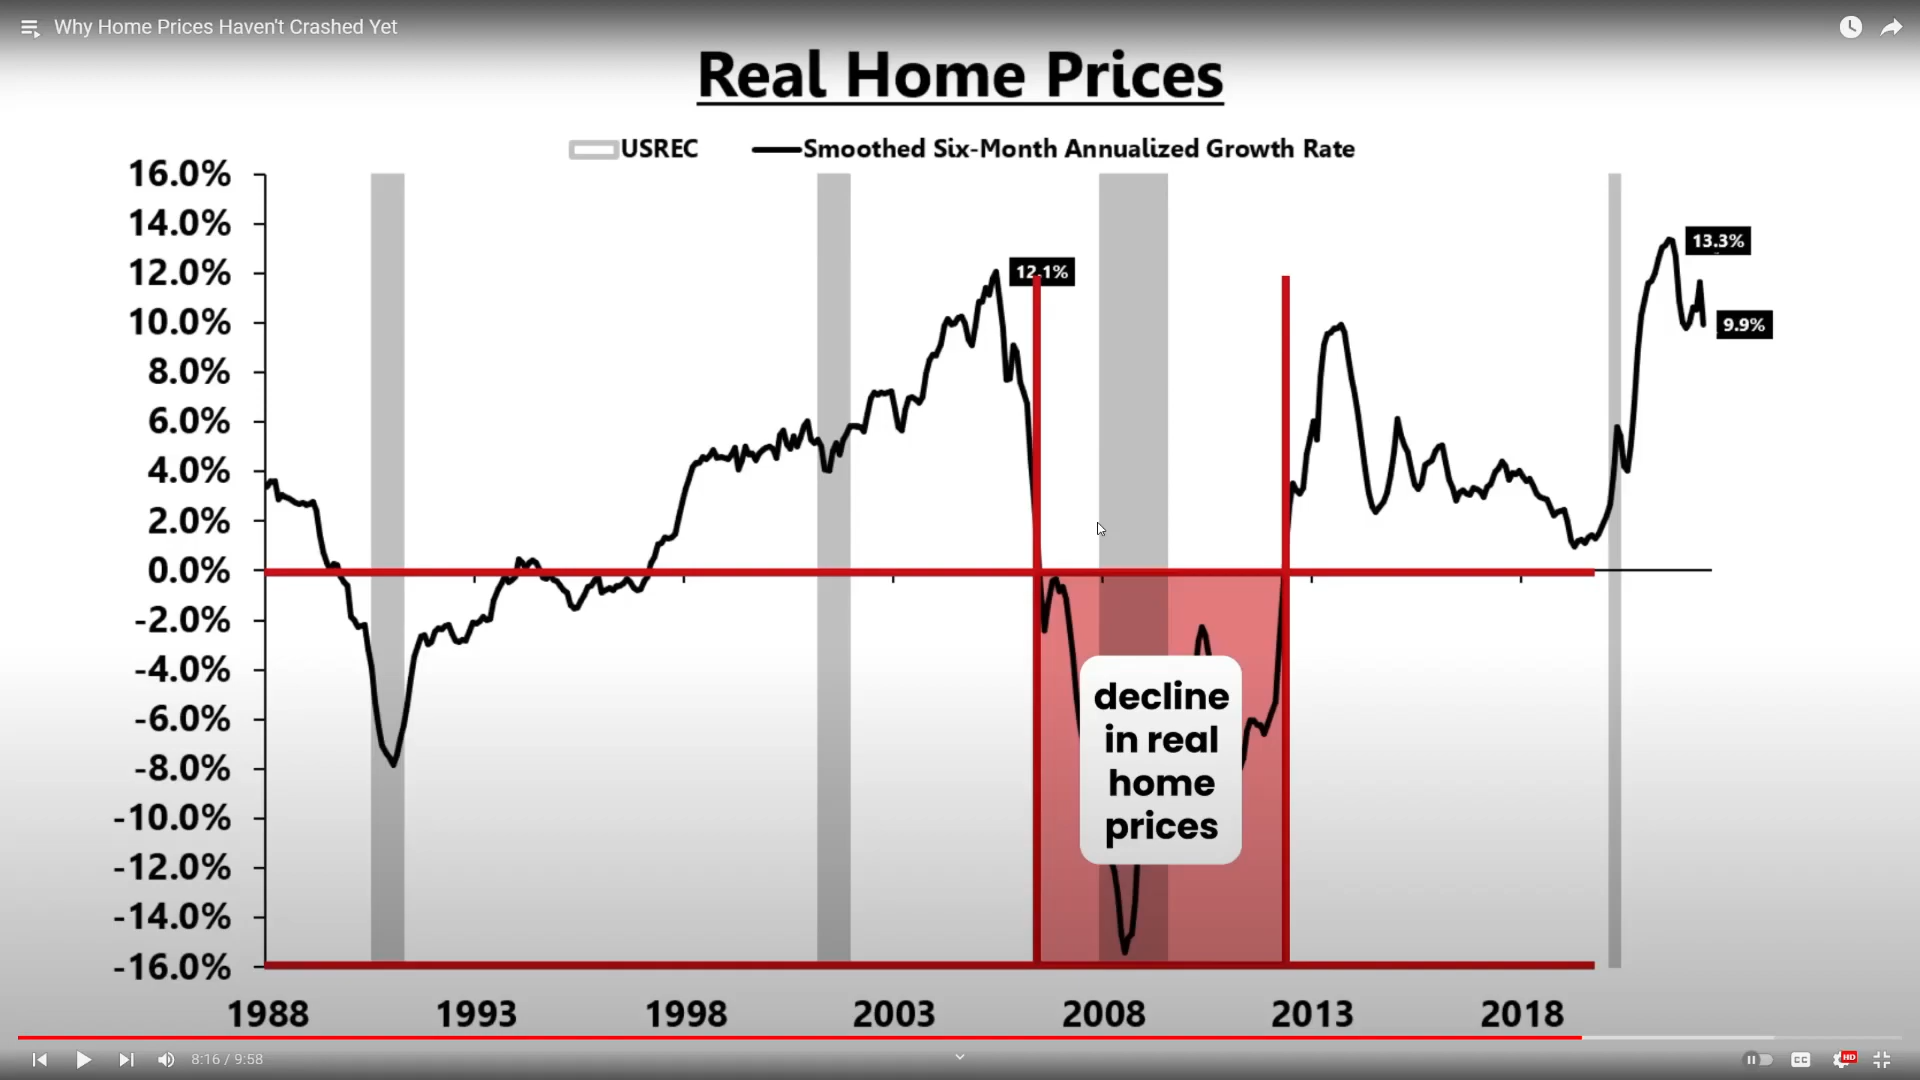 Why Home Prices Haven't Crashed Yet
Real Home Prices
USREC
Smoothed Six-Month Annualized Growth Rate
16.0%
14.0%
12.0%
10.0%
8.0%
6.0%
4.0%
2.0%
0.0%
-2.0%
-4.0%
-6.0%
-8.0%
-10.0%
-12.0%
-14.0%
-16.0%
12.1%
13.3%
9.9%
decline
in real
home
prices
1988 1993 1998 2003 2008 2013 2018
8:16 / 9:58
CC
HD